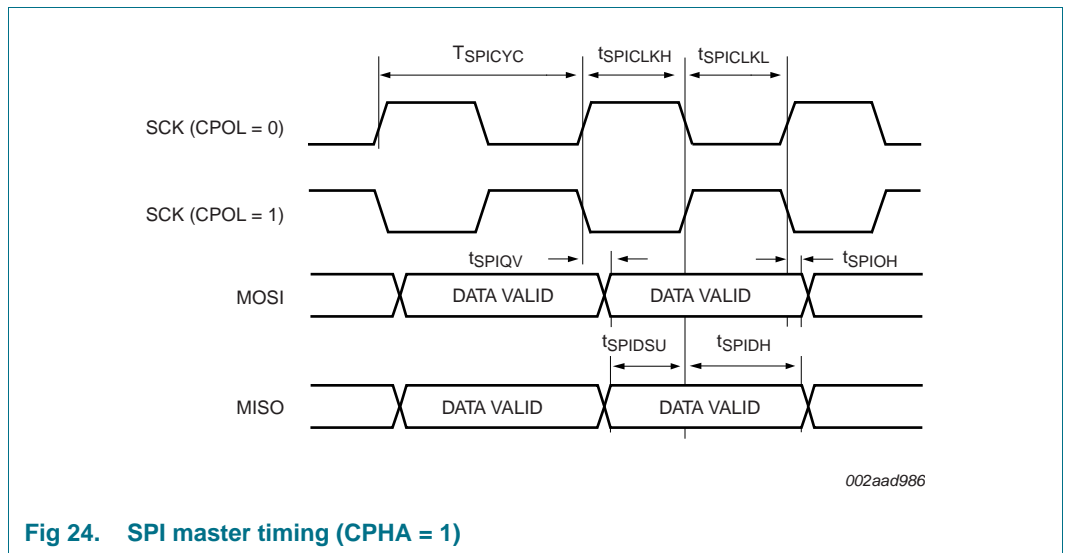 TSPICYC tSPICLKH tSPICLKL
SCK (CPOL = 0)
SCK (CPOL = 1)
tSPIQV tSPIOH
MOSI DATA VALID DATA VALID
tSPIDSU tSPIDH
MISO DATA VALID DATA VALID
002aad986
Fig 24. SPI master timing (CPHA = 1)